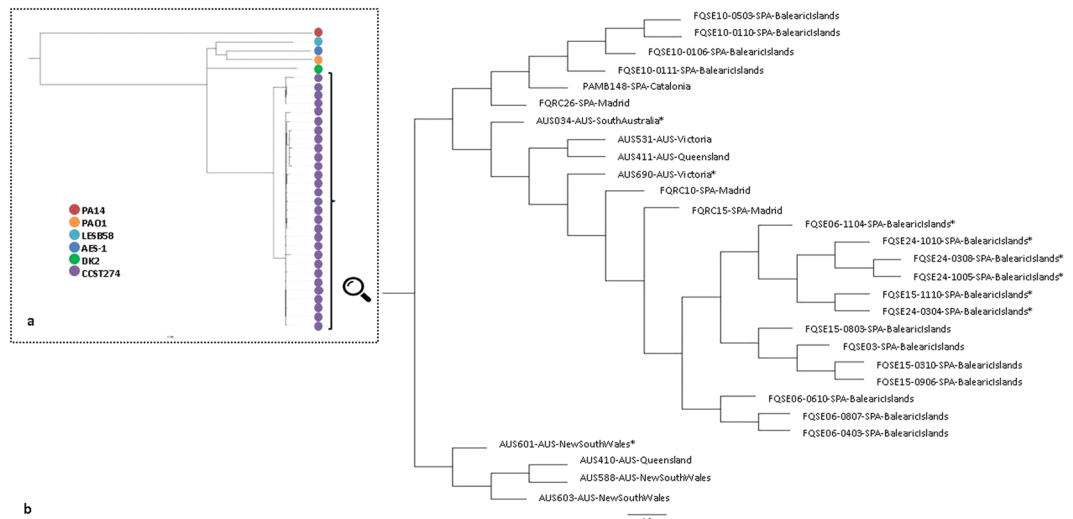 PA14
PAO1
LESB58
AES-1
DK2
CCST274
a
FQSE10-0503-SPA-BalearicIslands
FQSE10-0110-SPA-BalearicIslands
FQSE10-0106-SPA-BalearicIslands
FQSE10-0111-SPA-BalearicIslands
PAMB148-SPA-Catalonia
FQRC26-SPA-Madrid
AUS034-AUS-SouthAustralia*
AUS531-AUS-Victoria
AUS411-AUS-Queensland
AUS690-AUS-Victoria*
FQRC10-SPA-Madrid
FQRC15-SPA-Madrid
FQSE06-1104-SPA-BalearicIslands*
FQSE24-1010-SPA-BalearicIslands*
FQSE24-0308-SPA-BalearicIslands*
FQSE24-1005-SPA-BalearicIslands*
FQSE15-1110-SPA-BalearicIslands*
FQSE24-0304-SPA-BalearicIslands*
FQSE15-0803-SPA-BalearicIslands
FQSE03-SPA-BalearicIslands
FQSE15-0310-SPA-BalearicIslands
FQSE15-0906-SPA-BalearicIslands
FQSE06-0610-SPA-BalearicIslands
FQSE06-0807-SPA-BalearicIslands
FQSE06-0403-SPA-BalearicIslands
AUS601-AUS-NewSouthWales*
AUS410-AUS-Queensland
AUS588-AUS-NewSouthWales
AUS603-AUS-NewSouthWales
b